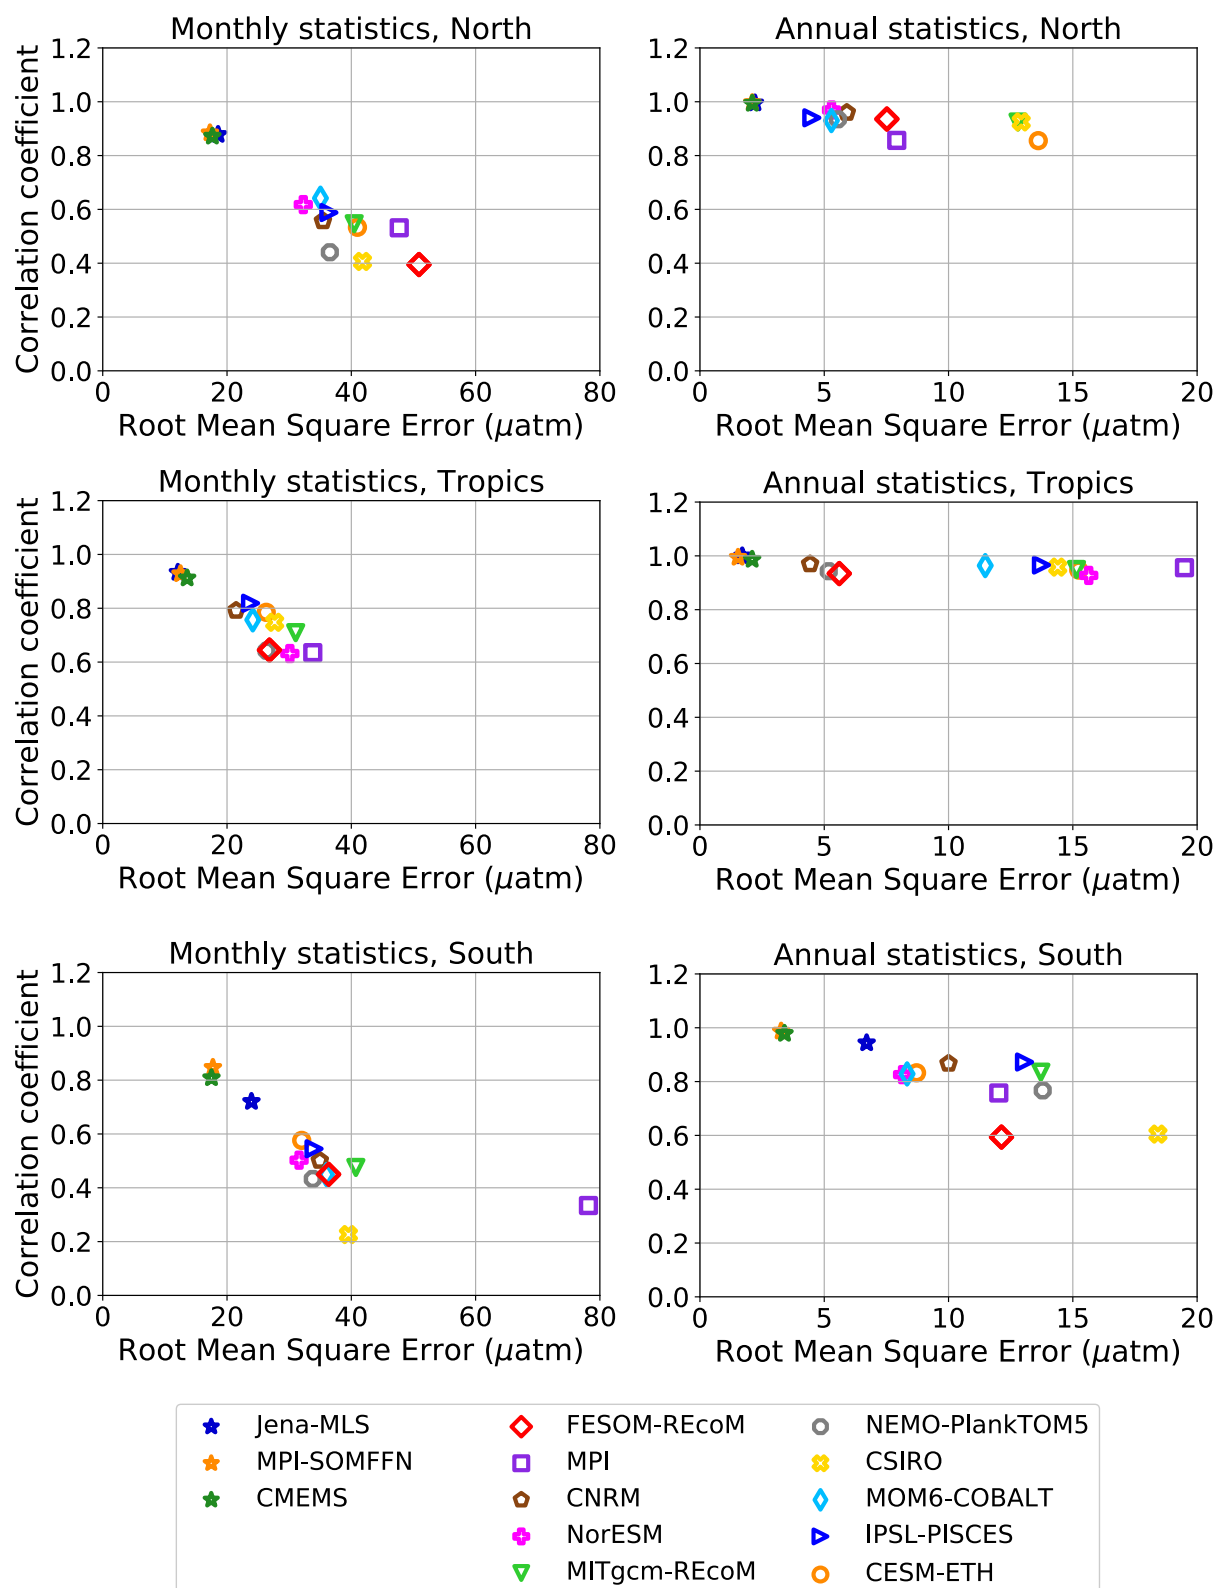 Monthly statistics, North
Correlation coefficient
1.2
1.0
0.8
0.6
0.4
0.2
0.0
0 20 40 60 80
Root Mean Square Error (μatm)
Annual statistics, North
1.2
1.0
0.8
0.6
0.4
0.2
0.0
0 5 10 15 20
Root Mean Square Error (μatm)
Monthly statistics, Tropics
Correlation coefficient
1.2
1.0
0.8
0.6
0.4
0.2
0.0
0 20 40 60 80
Root Mean Square Error (μatm)
Annual statistics, Tropics
1.2
1.0
0.8
0.6
0.4
0.2
0.0
0 5 10 15 20
Root Mean Square Error (μatm)
Monthly statistics, South
Correlation coefficient
1.2
1.0
0.8
0.6
0.4
0.2
0.0
0 20 40 60 80
Root Mean Square Error (μatm)
Annual statistics, South
1.2
1.0
0.8
0.6
0.4
0.2
0.0
0 5 10 15 20
Root Mean Square Error (μatm)
Jena-MLS
MPI-SOMFFN
CMEMS
FESOM-REcoM
MPI
CNRM
NorESM
MITgcm-REcoM
NEMO-PlankTOM5
CSIRO
MOM6-COBALT
IPSL-PISCES
CESM-ETH